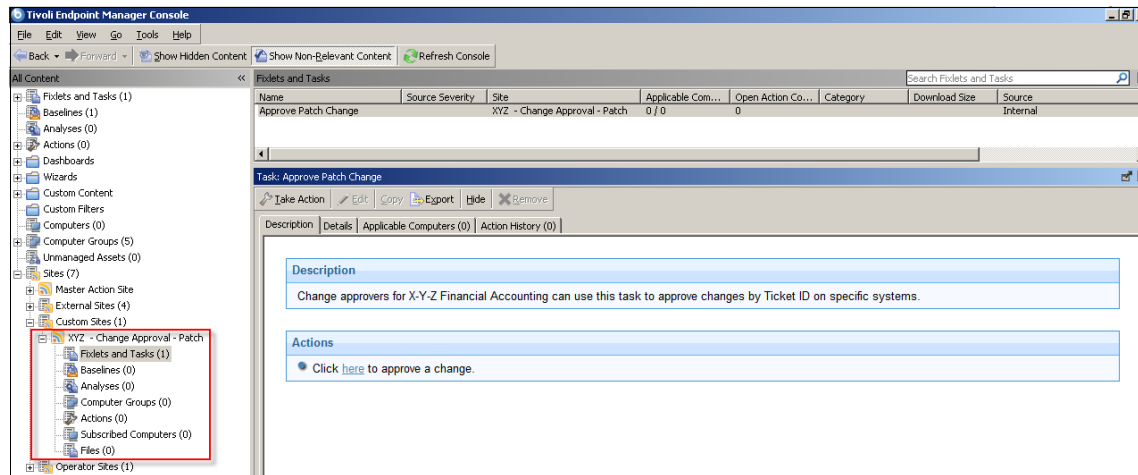 Tivoli Endpoint Manager Console
File Edit View Go Tools Help
Back Forward Show Hidden Content Show Non-Relevant Content Refresh Console
All Content «
Fixlets and Tasks (1)
Baselines (1)
Analyses (0)
Actions (0)
Dashboards
Wizards
Custom Content
Custom Filters
Computers (0)
Computer Groups (5)
Unmanaged Assets (0)
Sites (7)
Master Action Site
External Sites (4)
Custom Sites (1)
XYZ - Change Approval - Patch
Fixlets and Tasks (1)
Baselines (0)
Analyses (0)
Computer Groups (0)
Actions (0)
Subscribed Computers (0)
Files (0)
Operator Sites (1)
Fixlets and Tasks
Search Fixlets and Tasks
Name Source Severity Site Applicable Com... Open Action Co... Category Download Size Source
Approve Patch Change XYZ - Change Approval - Patch 0 / 0 0 Internal
Task: Approve Patch Change
Take Action Edit Copy Export Hide Remove
Description Details Applicable Computers (0) Action History (0)
Description
Change approvers for X-Y-Z Financial Accounting can use this task to approve changes by Ticket ID on specific systems.
Actions
Click here to approve a change.